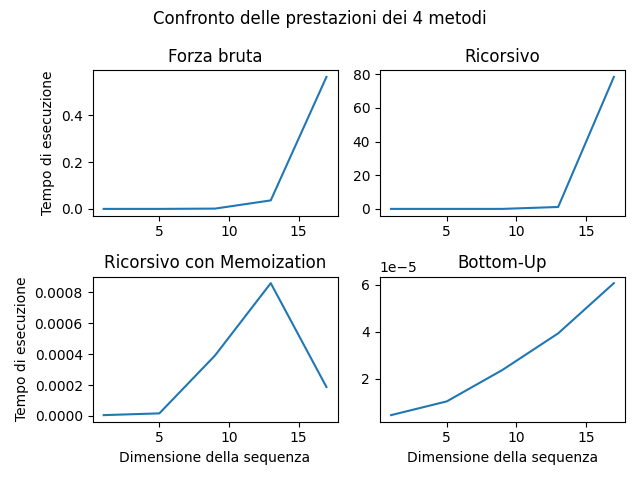 Confronto delle prestazioni dei 4 metodi
Forza bruta
Tempo di esecuzione
0.4
0.2
0.0
5 10 15
Ricorsivo
80
60
40
20
0
5 10 15
Ricorsivo con Memoization
Tempo di esecuzione
0.0008
0.0006
0.0004
0.0002
0.0000
5 10 15
Dimensione della sequenza
Bottom-Up
1e−5
6
4
2
5 10 15
Dimensione della sequenza